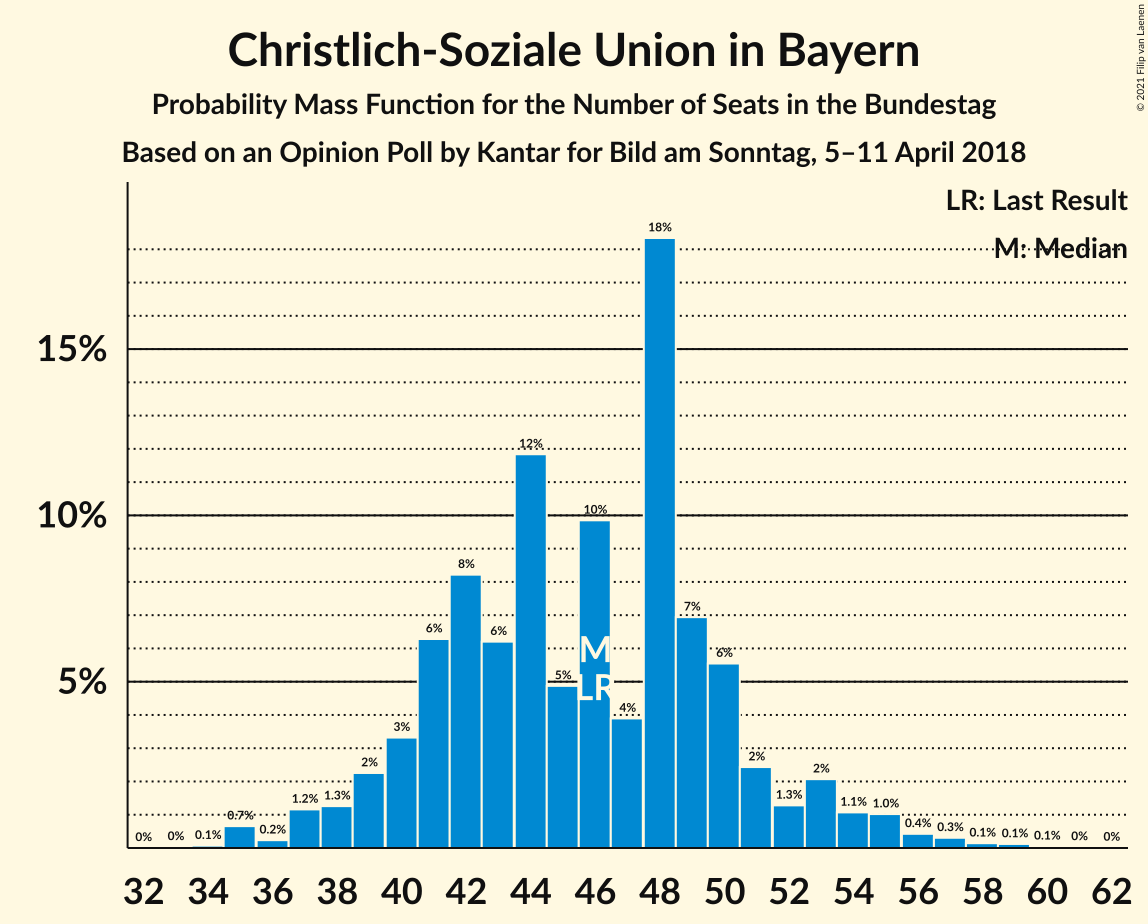 Christlich-Soziale Union in Bayern
Probability Mass Function for the Number of Seats in the Bundestag
Based on an Opinion Poll by Kantar for Bild am Sonntag, 5–11 April 2018
© 2021 Filip van Laenen
LR: Last Result
M: Median
15%
10%
5%
0% 0% 0.1% 0.7% 0.2% 1.2% 1.3% 2% 3% 6% 8% 6% 12% 5% 10% 4% 18% 7% 6% 2% 1.3% 2% 1.1% 1.0% 0.4% 0.3% 0.1% 0.1% 0.1% 0% 0%
M
LR
32 34 36 38 40 42 44 46 48 50 52 54 56 58 60 62